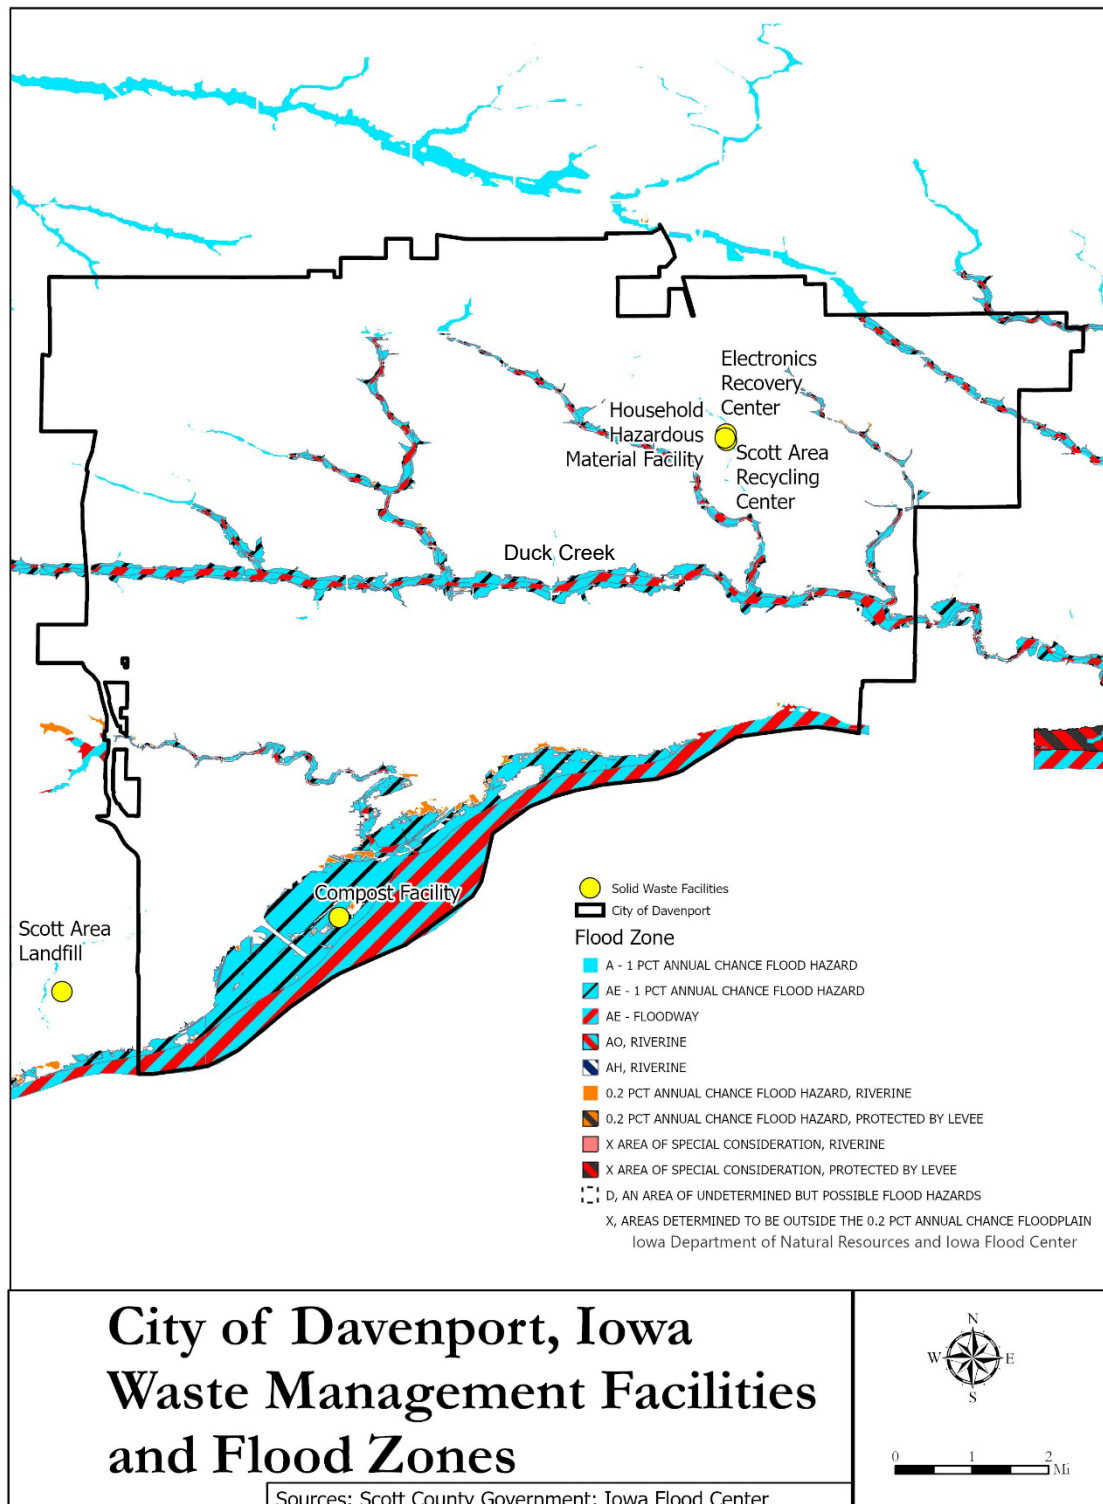 Electronics
Recovery
Center
Household
Hazardous
Material Facility
Scott Area
Recycling
Center
Duck Creek
Compost Facility
Scott Area
Landfill
Solid Waste Facilities
City of Davenport
Flood Zone
A - 1 PCT ANNUAL CHANCE FLOOD HAZARD
AE - 1 PCT ANNUAL CHANCE FLOOD HAZARD
AE - FLOODWAY
AO, RIVERINE
AH, RIVERINE
0.2 PCT ANNUAL CHANCE FLOOD HAZARD, RIVERINE
0.2 PCT ANNUAL CHANCE FLOOD HAZARD, PROTECTED BY LEVEE
X AREA OF SPECIAL CONSIDERATION, RIVERINE
X AREA OF SPECIAL CONSIDERATION, PROTECTED BY LEVEE
D, AN AREA OF UNDETERMINED BUT POSSIBLE FLOOD HAZARDS
X, AREAS DETERMINED TO BE OUTSIDE THE 0.2 PCT ANNUAL CHANCE FLOODPLAIN
Iowa Department of Natural Resources and Iowa Flood Center
City of Davenport, Iowa
Waste Management Facilities
and Flood Zones
Sources: Scott County Government; Iowa Flood Center
N
W E
S
0 1 2
Mi